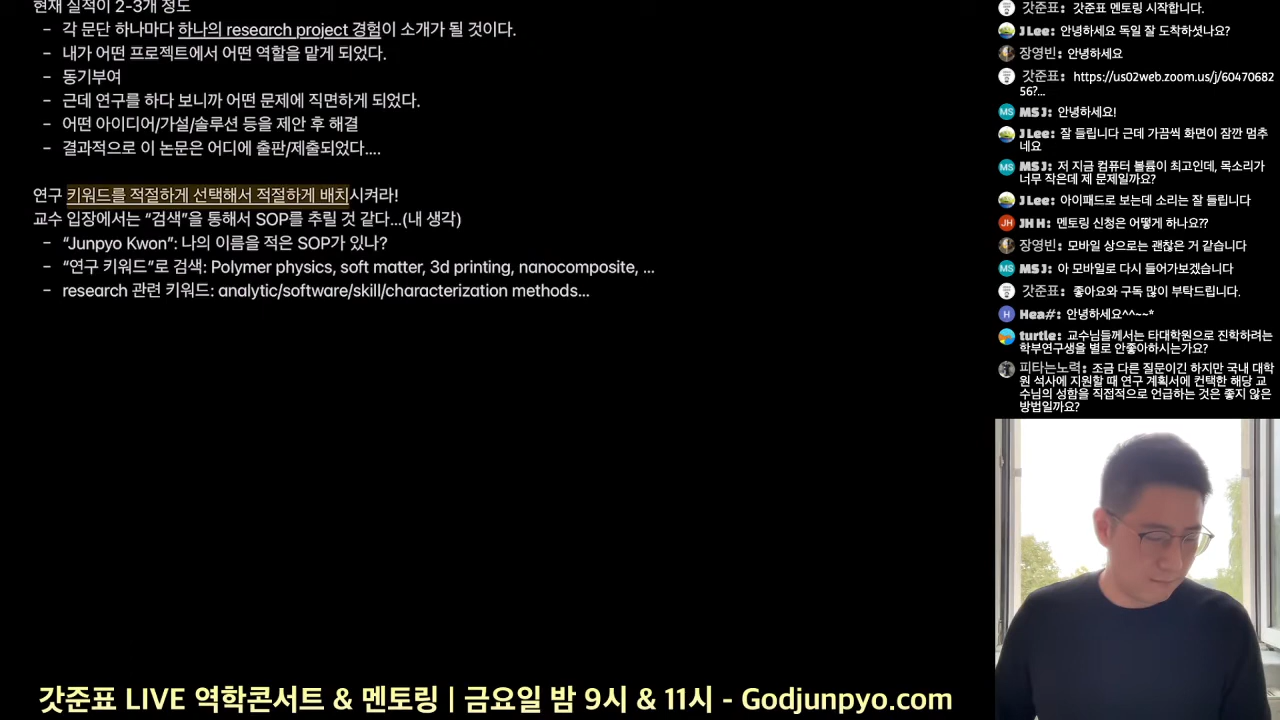 현재 실적이 2-3개 정도
- 각 문단 하나마다 하나의 research project 경험이 소개가 될 것이다.
- 내가 어떤 프로젝트에서 어떤 역할을 맡게 되었다.
- 동기부여
- 근데 연구를 하다 보니까 어떤 문제에 직면하게 되었다.
- 어떤 아이디어/가설/솔루션 등을 제안 후 해결
- 결과적으로 이 논문은 어디에 출판/제출되었다....
연구 키워드를 적절하게 선택해서 적절하게 배치시켜라!
교수 입장에서는 “검색”을 통해서 SOP를 추릴 것 같다...(내 생각)
- “Junpyo Kwon”: 나의 이름을 적은 SOP가 있나?
- “연구 키워드”로 검색: Polymer physics, soft matter, 3d printing, nanocomposite, ...
- research 관련 키워드: analytic/software/skill/characterization methods...
갓준표: 갓준표 멘토링 시작합니다.
J Lee: 안녕하세요 독일 잘 도착하셧나요?
장영빈: 안녕하세요
갓준표: https://us02web.zoom.us/j/60470682
56?...
MS MS J: 안녕하세요!
J Lee: 잘 들립니다 근데 가끔씩 화면이 잠깐 멈추
네요
MS MS J: 저 지금 컴퓨터 볼륨이 최고인데, 목소리가
너무 작은데 제 문제일까요?
J Lee: 아이패드로 보는데 소리는 잘 들립니다
JH JH H: 멘토링 신청은 어떻게 하나요??
장영빈: 모바일 상으로는 괜찮은 거 같습니다
MS MS J: 아 모바일로 다시 들어가보겠습니다
갓준표: 좋아요와 구독 많이 부탁드립니다.
H Hea#: 안녕하세요^^~~*
turtle: 교수님들께서는 타대학원으로 진학하려는
학부연구생을 별로 안좋아하시는가요?
피타는노력: 조금 다른 질문이긴 하지만 국내 대학
원 석사에 지원할 때 연구 계획서에 컨택한 해당 교
수님의 성함을 직접적으로 언급하는 것은 좋지 않은
방법일까요?
갓준표 LIVE 역학콘서트 & 멘토링 | 금요일 밤 9시 & 11시 - Godjunpyo.com